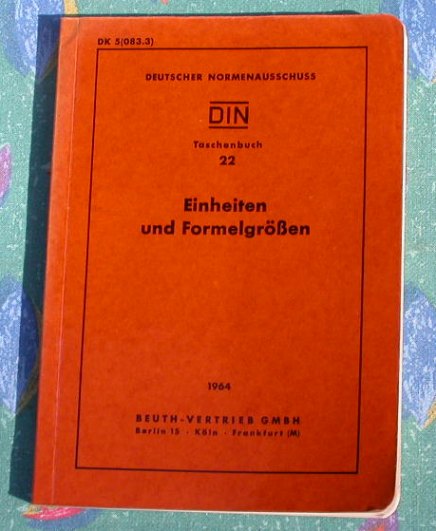 DK 5(083.3)
DEUTSCHER NORMENAUSSCHUSS
DIN
Taschenbuch
22
Einheiten
und Formelgrößen
1964
BEUTH-VERTRIEB GMBH
Berlin 15 · Köln · Frankfurt (M)